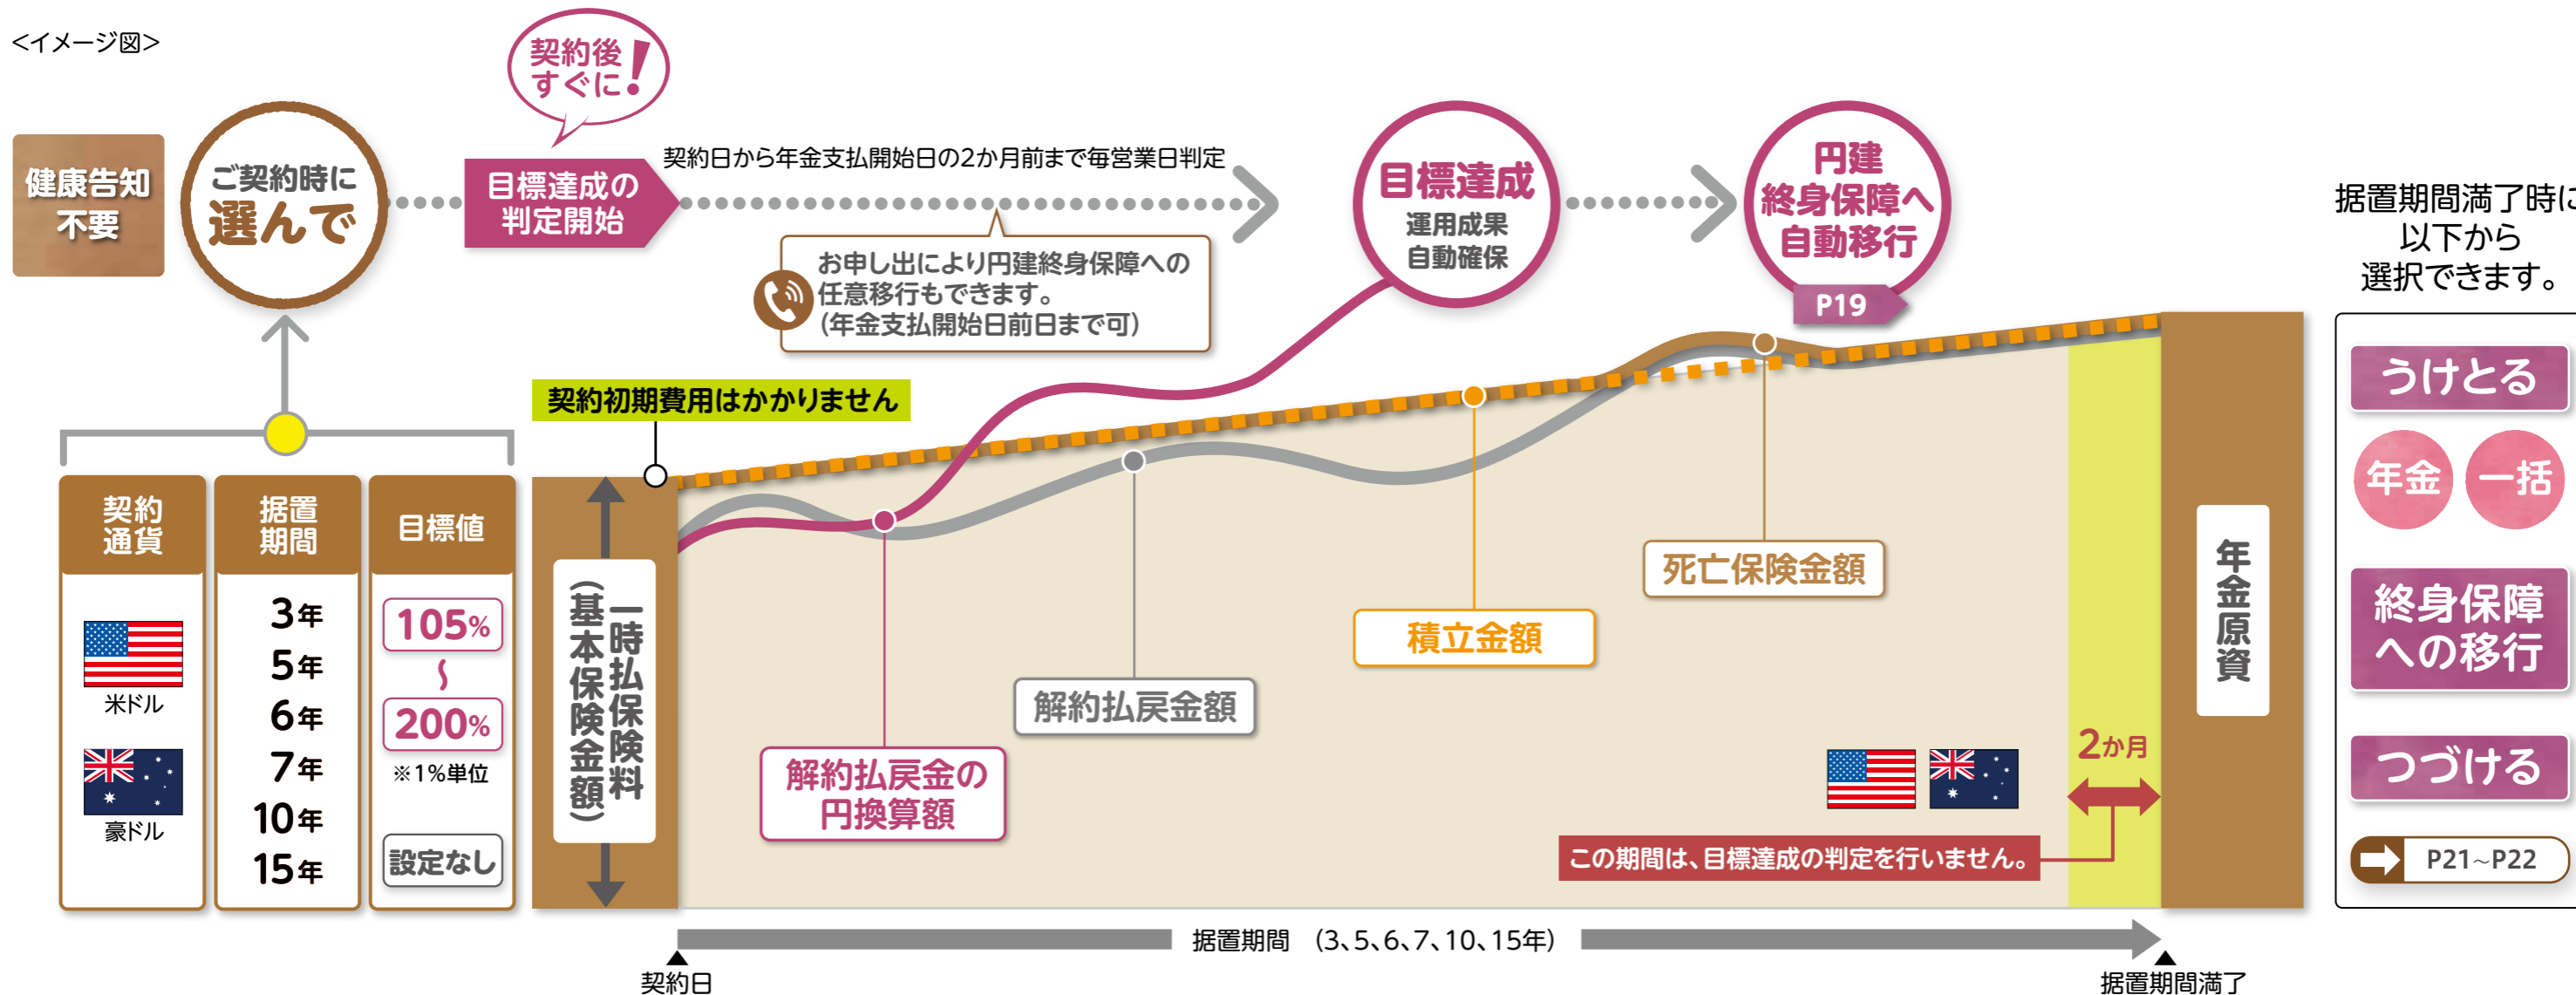 <イメージ図>
健康告知
不要
ご契約時に
選んで
契約後
すぐに!
目標達成の
判定開始
契約日から年金支払開始日の2か月前まで毎営業日判定
お申し出により円建終身保障への
任意移行もできます。
(年金支払開始日前日まで可)
目標達成
運用成果
自動確保
円建
終身保障へ
自動移行
P19
契約
通貨
米ドル
豪ドル
据置
期間
3年
5年
6年
7年
10年
15年
目標値
105%
〜
200%
※1%単位
設定なし
契約初期費用はかかりません
一時払保険料
(基本保険金額)
解約払戻金の
円換算額
解約払戻金額
積立金額
死亡保険金額
2か月
この期間は、目標達成の判定を行いません。
年金原資
据置期間 (3、5、6、7、10、15年)
契約日
据置期間満了
据置期間満了時に
以下から
選択できます。
うけとる
年金
一括
終身保障
への移行
つづける
P21~P22